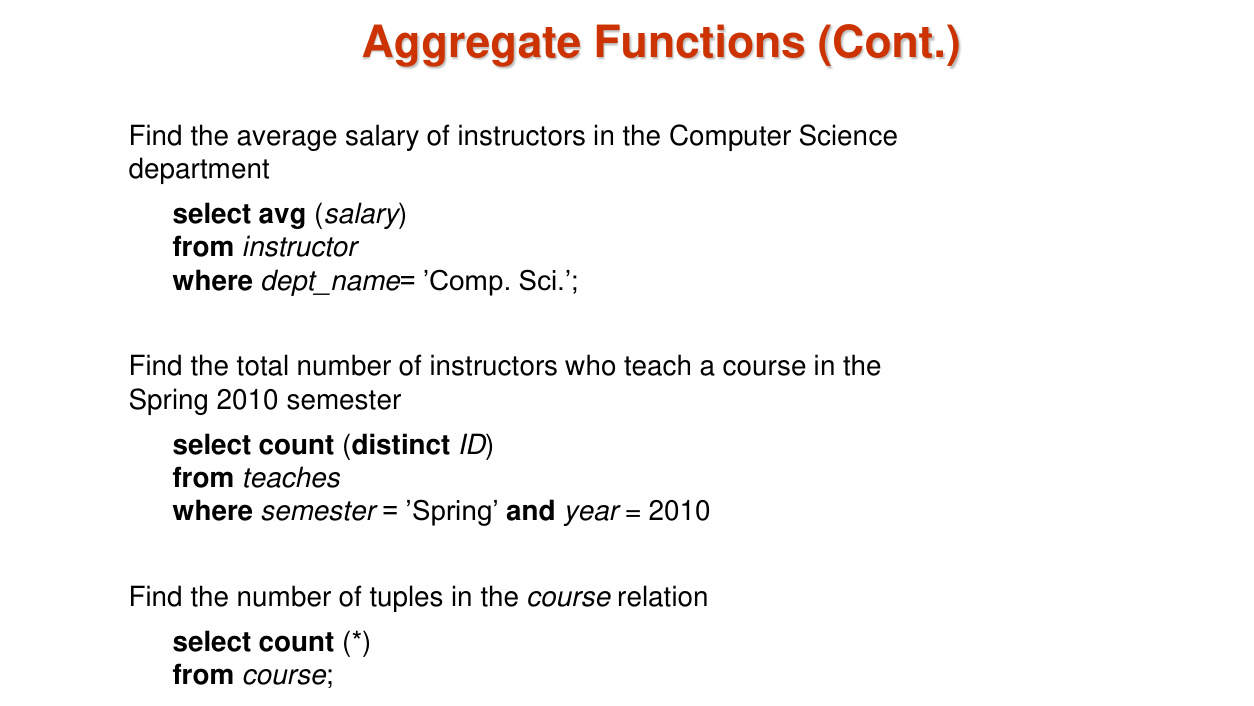 Aggregate Functions (Cont.)
Find the average salary of instructors in the Computer Science
department
select avg (salary)
from instructor
where dept_name= ’Comp. Sci.’;
Find the total number of instructors who teach a course in the
Spring 2010 semester
select count (distinct ID)
from teaches
where semester = ’Spring’ and year = 2010
Find the number of tuples in the course relation
select count (*)
from course;